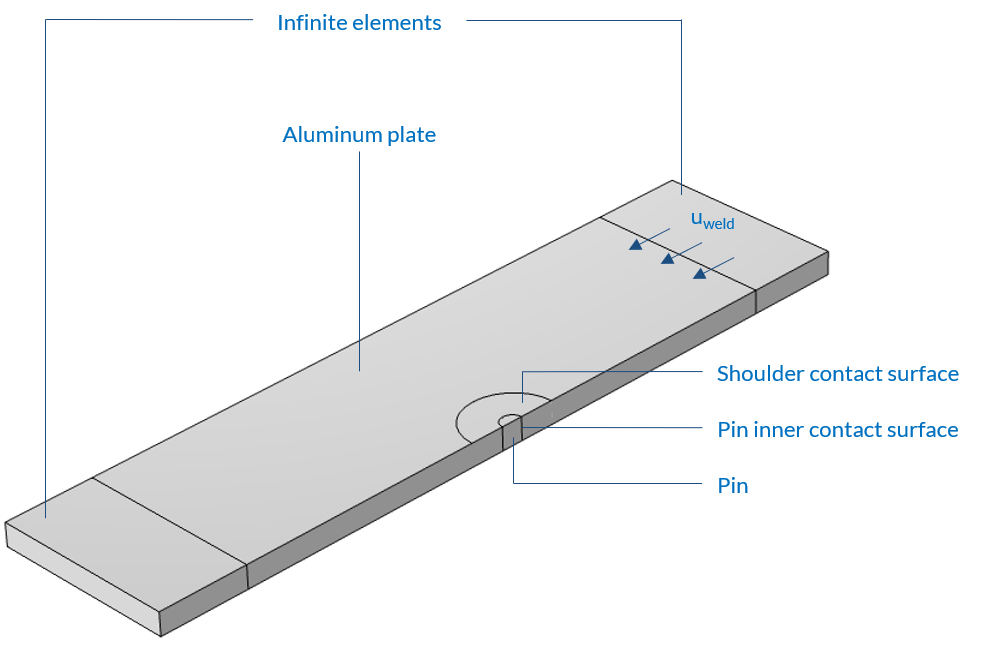 Infinite elements
Aluminum plate
uweld
Shoulder contact surface
Pin inner contact surface
Pin